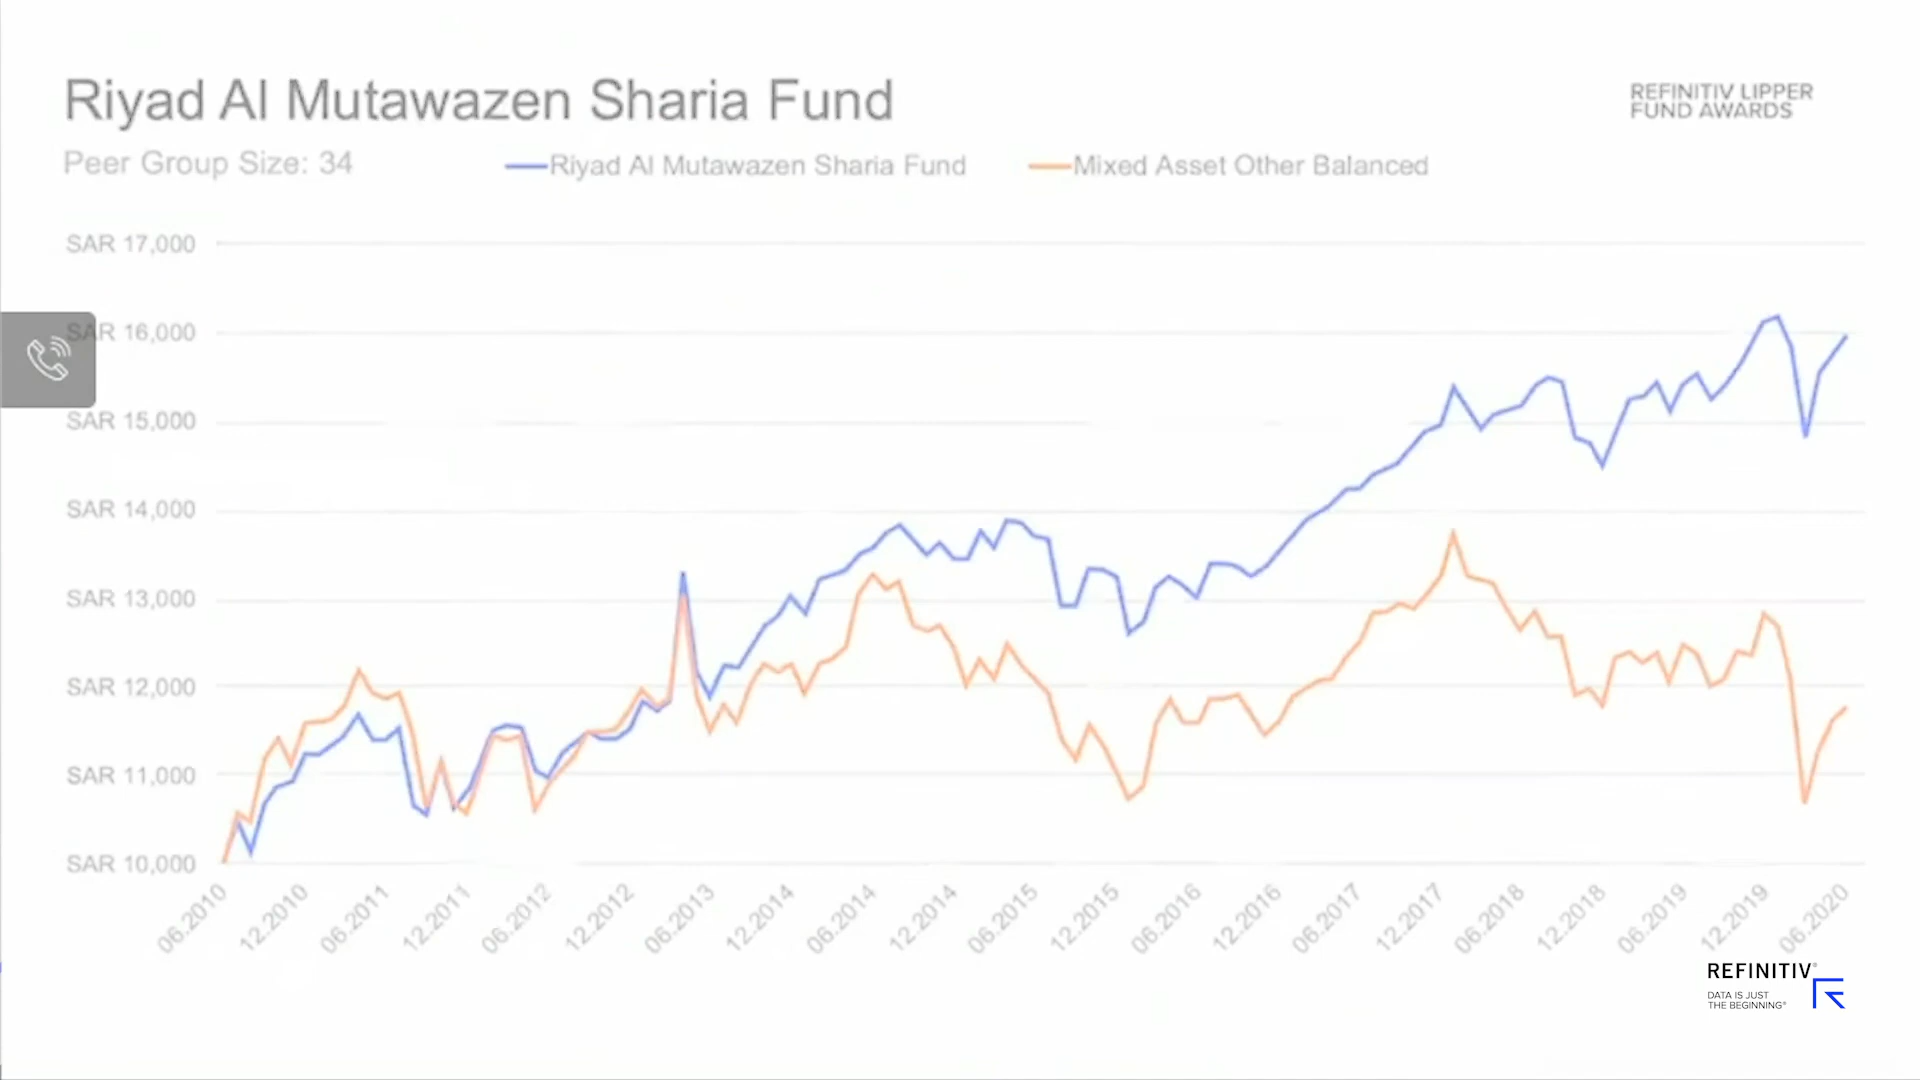 Riyad Al Mutawazen Sharia Fund
REFINITIV LIPPER
FUND AWARDS
Peer Group Size: 34
Riyad Al Mutawazen Sharia Fund
Mixed Asset Other Balanced
SAR 17,000
SAR 16,000
SAR 15,000
SAR 14,000
SAR 13,000
SAR 12,000
SAR 11,000
SAR 10,000
06.2010
12.2010
06.2011
12.2011
06.2012
12.2012
06.2013
12.2014
06.2014
12.2014
06.2015
12.2015
06.2016
12.2016
06.2017
12.2017
06.2018
12.2018
06.2019
12.2019
06.2020
REFINITIV®
DATA IS JUST
THE BEGINNING®